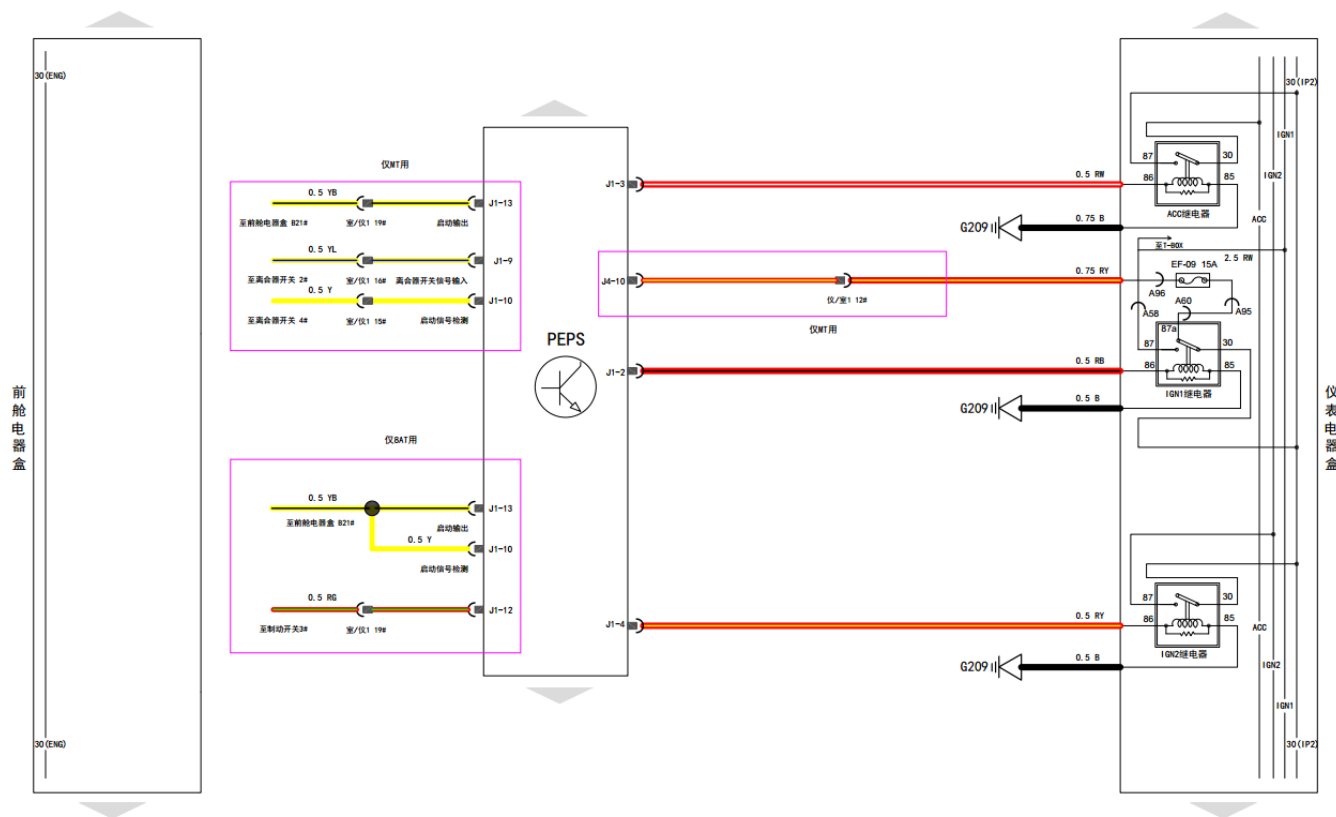 30(ENG)
30(ENG)
前舱电器盒
仅MT用
0.5 YB
至前舱电器盒 B21#
室/仪1 19#
启动输出
J1-13
0.5 YL
至离合器开关 2#
室/仪1 16#
离合器开关信号输入
J1-9
0.5 Y
至离合器开关 4#
室/仪1 15#
启动信号检测
J1-10
仅8AT用
0.5 YB
至前舱电器盒 B21#
启动输出
J1-13
0.5 Y
启动信号检测
J1-10
0.5 RG
至制动开关3#
室/仪1 19#
J1-12
PEPS
J1-3
0.5 RW
G209
0.75 B
J4-10
仪/室1 12#
0.75 RY
仅MT用
J1-2
0.5 RB
G209
0.5 B
J1-4
0.5 RY
G209
0.5 B
30(IP2)
IGN1
IGN2
ACC
87
30
86
85
ACC继电器
至T-BOX
2.5 RW
EF-09 15A
A96
A60
A58
A95
87a
87
30
86
85
IGN1继电器
87
30
86
85
IGN2继电器
ACC
IGN2
IGN1
30(IP2)
仪表电器盒